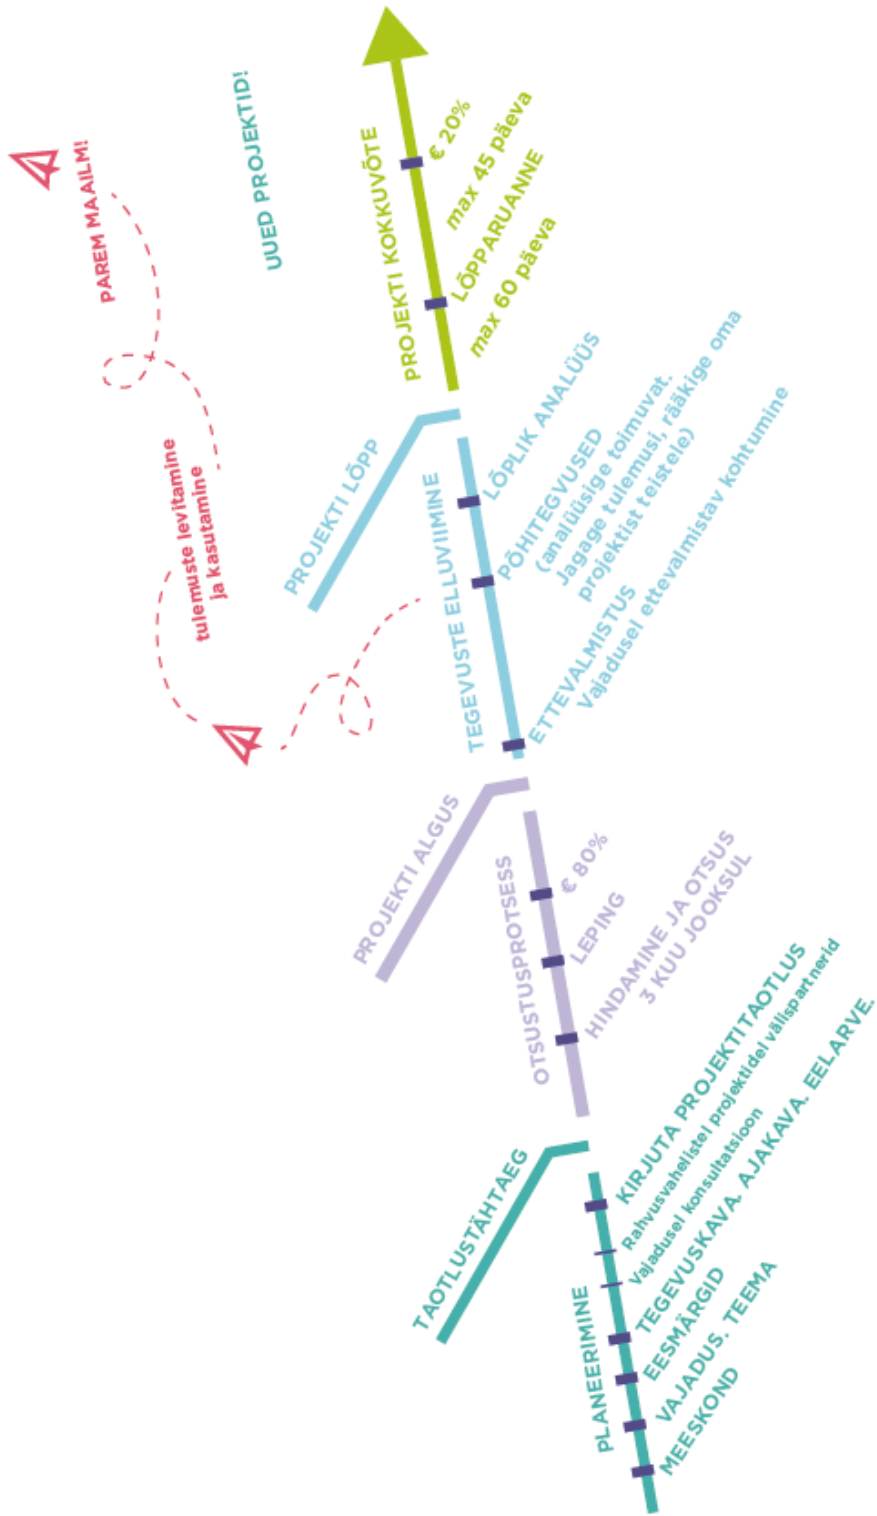 PLANEERIMINE
MEESKOND
VAJADUS. TEEMA
EESMÄRGID
TEGEVUSKAVA. AJAKAVA. EELARVE.
Vajadusel konsultatsioon
Rahvusvahelistel projektidel välispartnerid
KIRJUTA PROJEKTITAOTLUS
TAOTLUSTÄHTAEG
OTSUSTUSPROTSESS
HINDAMINE JA OTSUS
3 KUU JOOKSUL
LEPING
€ 80%
PROJEKTI ALGUS
TEGEVUSTE ELLUVIIMINE
ETTEVALMISTUS
Vajadusel ettevalmistav kohtumine
PÕHITEGVUSED
(analüüsige toimuvat.
Jagage tulemusi, rääkige oma
projektist teistele)
LÕPLIK ANALÜÜS
PROJEKTI LÕPP
PROJEKTI KOKKUVÕTE
max 60 päeva
LÕPPARUANNE
max 45 päeva
€ 20%
tulemuste levitamine
ja kasutamine
PAREM MAAILM!
UUED PROJEKTID!